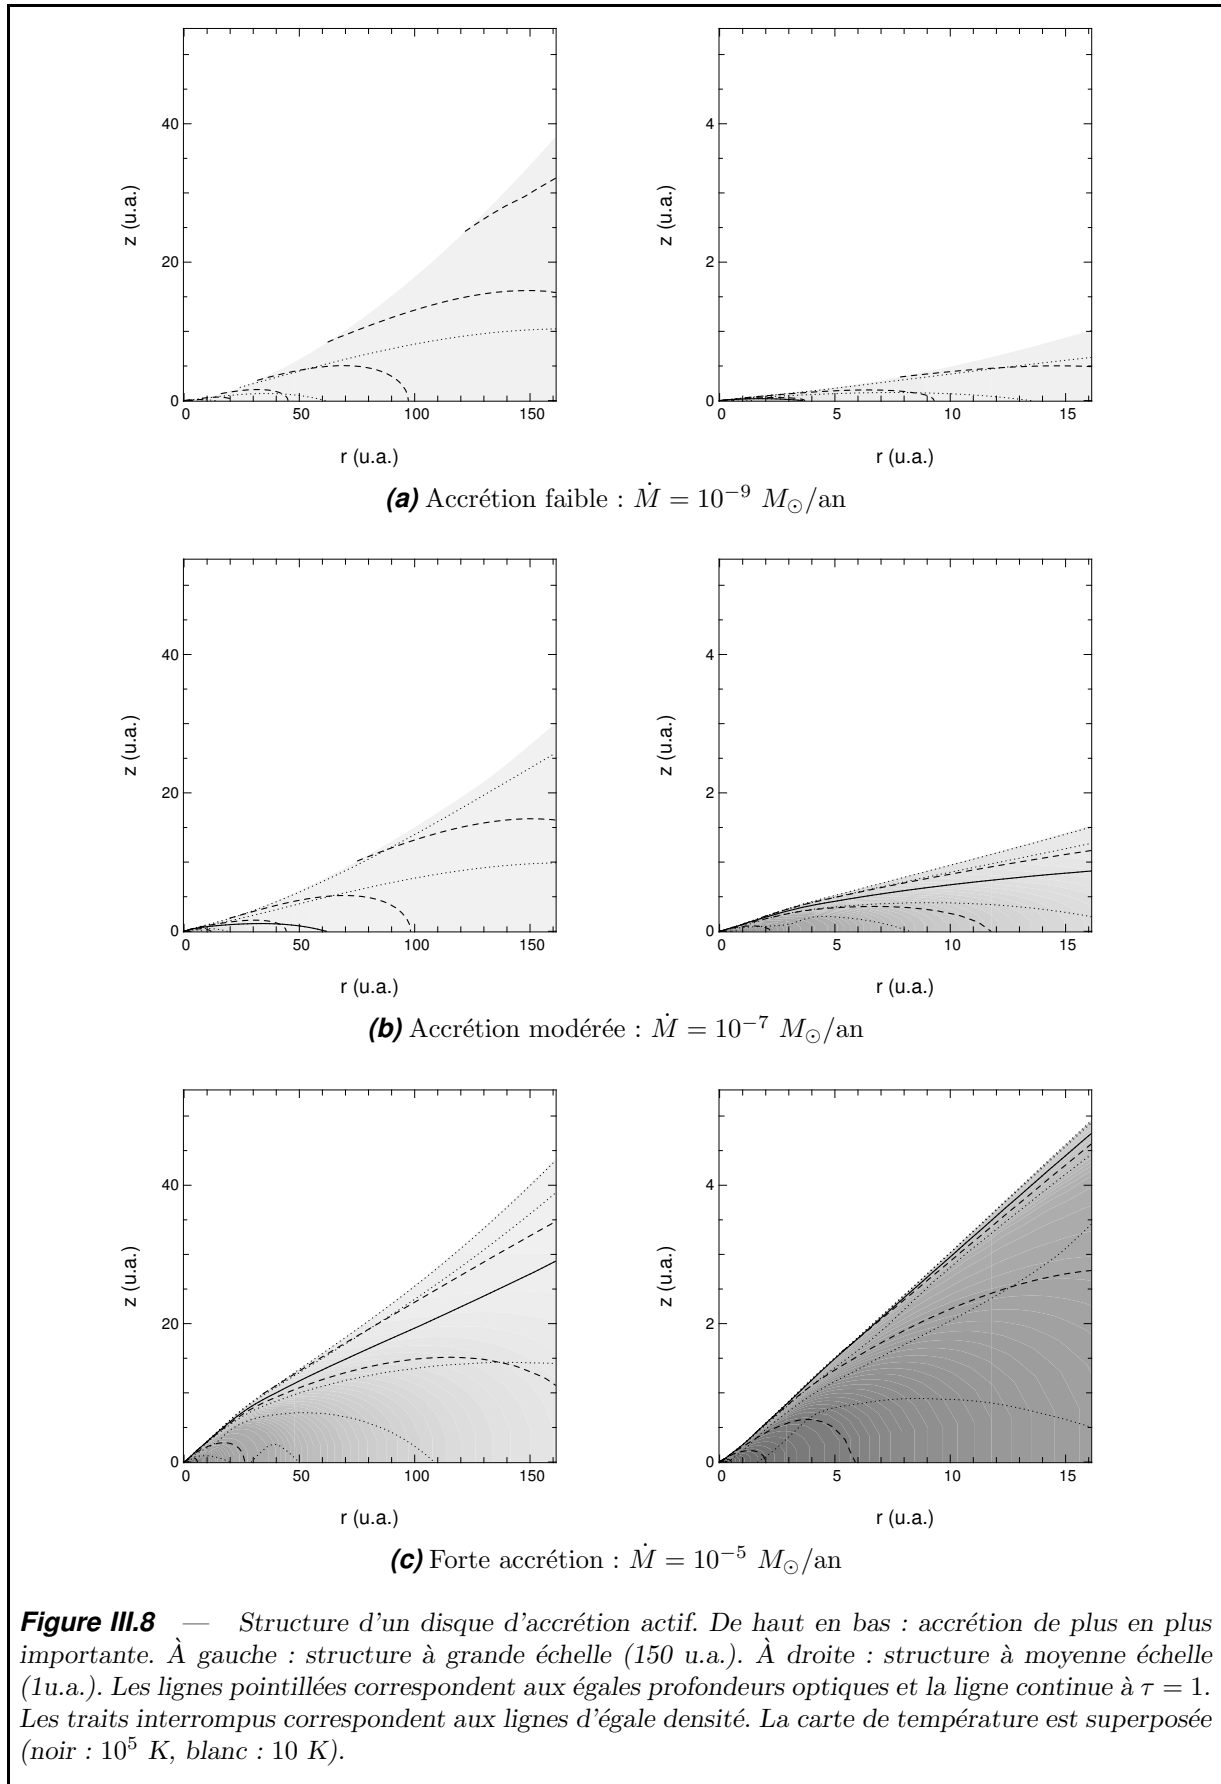 40
20
0
z (u.a.)
0
50
100
150
r (u.a.)
4
2
0
z (u.a.)
0
5
10
15
r (u.a.)
(a) Accrétion faible : Ṁ = 10⁻⁹ M⊙/an
40
20
0
z (u.a.)
0
50
100
150
r (u.a.)
4
2
0
z (u.a.)
0
5
10
15
r (u.a.)
(b) Accrétion modérée : Ṁ = 10⁻⁷ M⊙/an
40
20
0
z (u.a.)
0
50
100
150
r (u.a.)
4
2
0
z (u.a.)
0
5
10
15
r (u.a.)
(c) Forte accrétion : Ṁ = 10⁻⁵ M⊙/an
Figure III.8 — Structure d'un disque d'accrétion actif. De haut en bas : accrétion de plus en plus
importante. À gauche : structure à grande échelle (150 u.a.). À droite : structure à moyenne échelle
(1u.a.). Les lignes pointillées correspondent aux égales profondeurs optiques et la ligne continue à τ = 1.
Les traits interrompus correspondent aux lignes d'égale densité. La carte de température est superposée
(noir : 10⁵ K, blanc : 10 K).